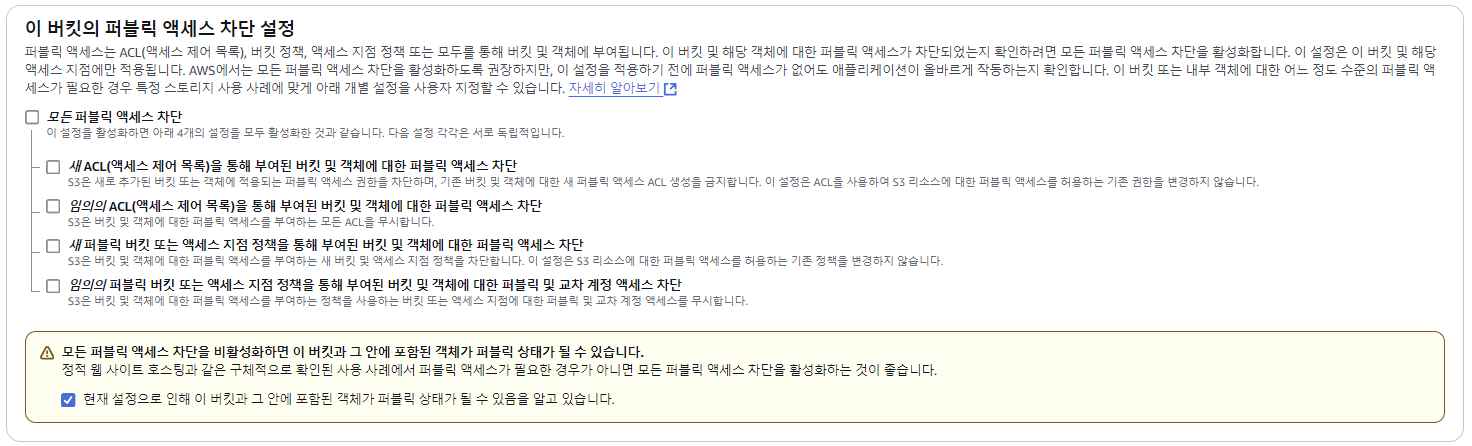 이 버킷의 퍼블릭 액세스 차단 설정
퍼블릭 액세스는 ACL(액세스 제어 목록), 버킷 정책, 액세스 지점 정책 또는 모두를 통해 버킷 및 객체에 부여됩니다. 이 버킷 및 해당 객체에 대한 퍼블릭 액세스가 차단되었는지 확인하려면 모든 퍼블릭 액세스 차단을 활성화합니다. 이 설정은 이 버킷 및 해당
액세스 지점에만 적용됩니다. AWS에서는 모든 퍼블릭 액세스 차단을 활성화하도록 권장하지만, 이 설정을 적용하기 전에 퍼블릭 액세스가 없어도 애플리케이션이 올바르게 작동하는지 확인합니다. 이 버킷 또는 내부 객체에 대한 어느 정도 수준의 퍼블릭 액
세스가 필요한 경우 특정 스토리지 사용 사례에 맞게 아래 개별 설정을 사용자 지정할 수 있습니다. 자세히 알아보기
모든 퍼블릭 액세스 차단
이 설정을 활성화하면 아래 4개의 설정을 모두 활성화한 것과 같습니다. 다음 설정 각각은 서로 독립적입니다.
새 ACL(액세스 제어 목록)을 통해 부여된 버킷 및 객체에 대한 퍼블릭 액세스 차단
S3은 새로 추가된 버킷 또는 객체에 적용되는 퍼블릭 액세스 권한을 차단하며, 기존 버킷 및 객체에 대한 새 퍼블릭 액세스 ACL 생성을 금지합니다. 이 설정은 ACL을 사용하여 S3 리소스에 대한 퍼블릭 액세스를 허용하는 기존 권한을 변경하지 않습니다.
임의의 ACL(액세스 제어 목록)을 통해 부여된 버킷 및 객체에 대한 퍼블릭 액세스 차단
S3은 버킷 및 객체에 대한 퍼블릭 액세스를 부여하는 모든 ACL을 무시합니다.
새 퍼블릭 버킷 또는 액세스 지점 정책을 통해 부여된 버킷 및 객체에 대한 퍼블릭 액세스 차단
S3은 버킷 및 객체에 대한 퍼블릭 액세스를 부여하는 새 버킷 및 액세스 지점 정책을 차단합니다. 이 설정은 S3 리소스에 대한 퍼블릭 액세스를 허용하는 기존 정책을 변경하지 않습니다.
임의의 퍼블릭 버킷 또는 액세스 지점 정책을 통해 부여된 버킷 및 객체에 대한 퍼블릭 및 교차 계정 액세스 차단
S3은 버킷 및 객체에 대한 퍼블릭 액세스를 부여하는 정책을 사용하는 버킷 또는 액세스 지점에 대한 퍼블릭 및 교차 계정 액세스를 무시합니다.
모든 퍼블릭 액세스 차단을 비활성화하면 이 버킷과 그 안에 포함된 객체가 퍼블릭 상태가 될 수 있습니다.
정적 웹 사이트 호스팅과 같은 구체적으로 확인된 사용 사례에서 퍼블릭 액세스가 필요한 경우가 아니면 모든 퍼블릭 액세스 차단을 활성화하는 것이 좋습니다.
현재 설정으로 인해 이 버킷과 그 안에 포함된 객체가 퍼블릭 상태가 될 수 있음을 알고 있습니다.